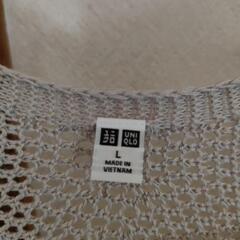 ユニ UNI
クロ QLO
L
MADE IN
VIETNAM